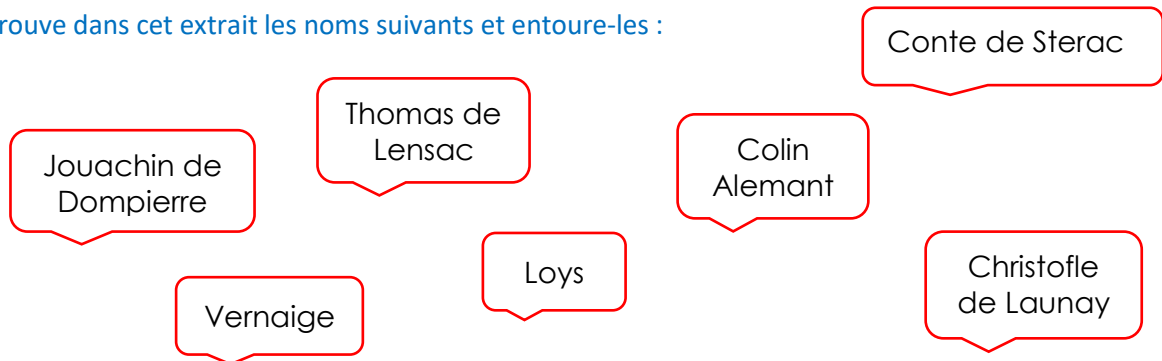 rouve dans cet extrait les noms suivants et entoure-les :
Conte de Sterac
Thomas de
Lensac
Colin
Alemant
Jouachin de
Dompierre
Loys
Christofle
de Launay
Vernaige